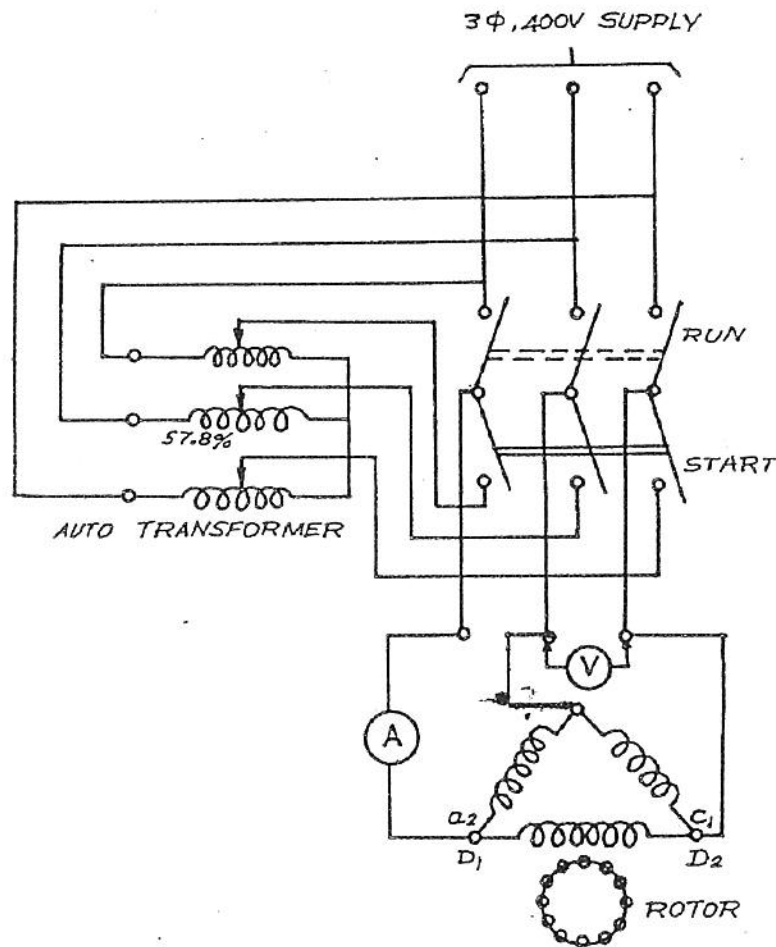 3Φ, 400V SUPPLY
RUN
57.8%
START
AUTO TRANSFORMER
V
A
a2
C1
D1
D2
ROTOR